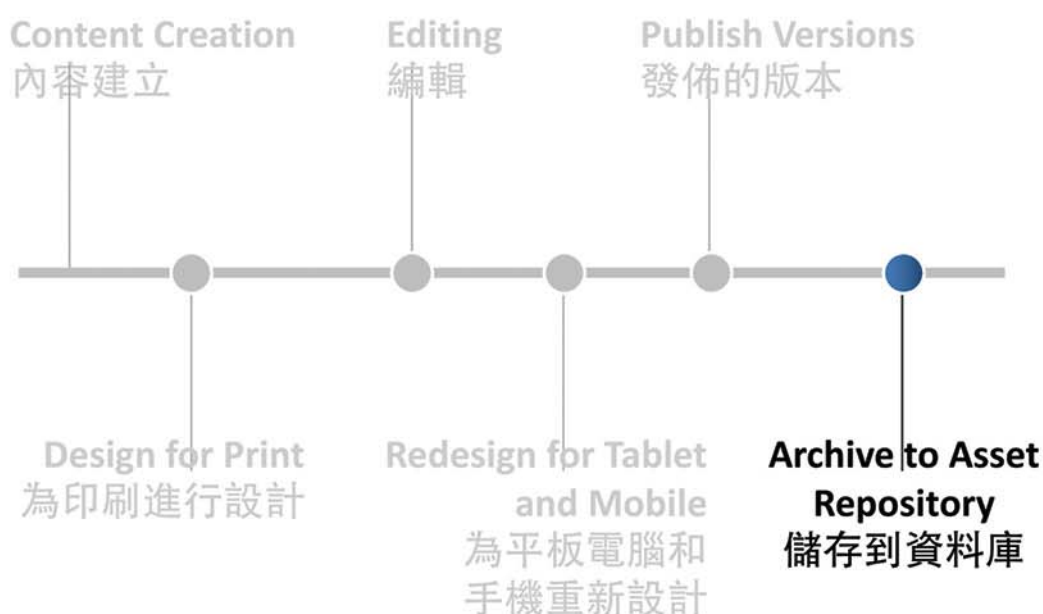 Content Creation
內容建立
Editing
編輯
Publish Versions
發佈的版本
Design for Print
為印刷進行設計
Redesign for Tablet
and Mobile
為平板電腦和
手機重新設計
Archive to Asset
Repository
儲存到資料庫